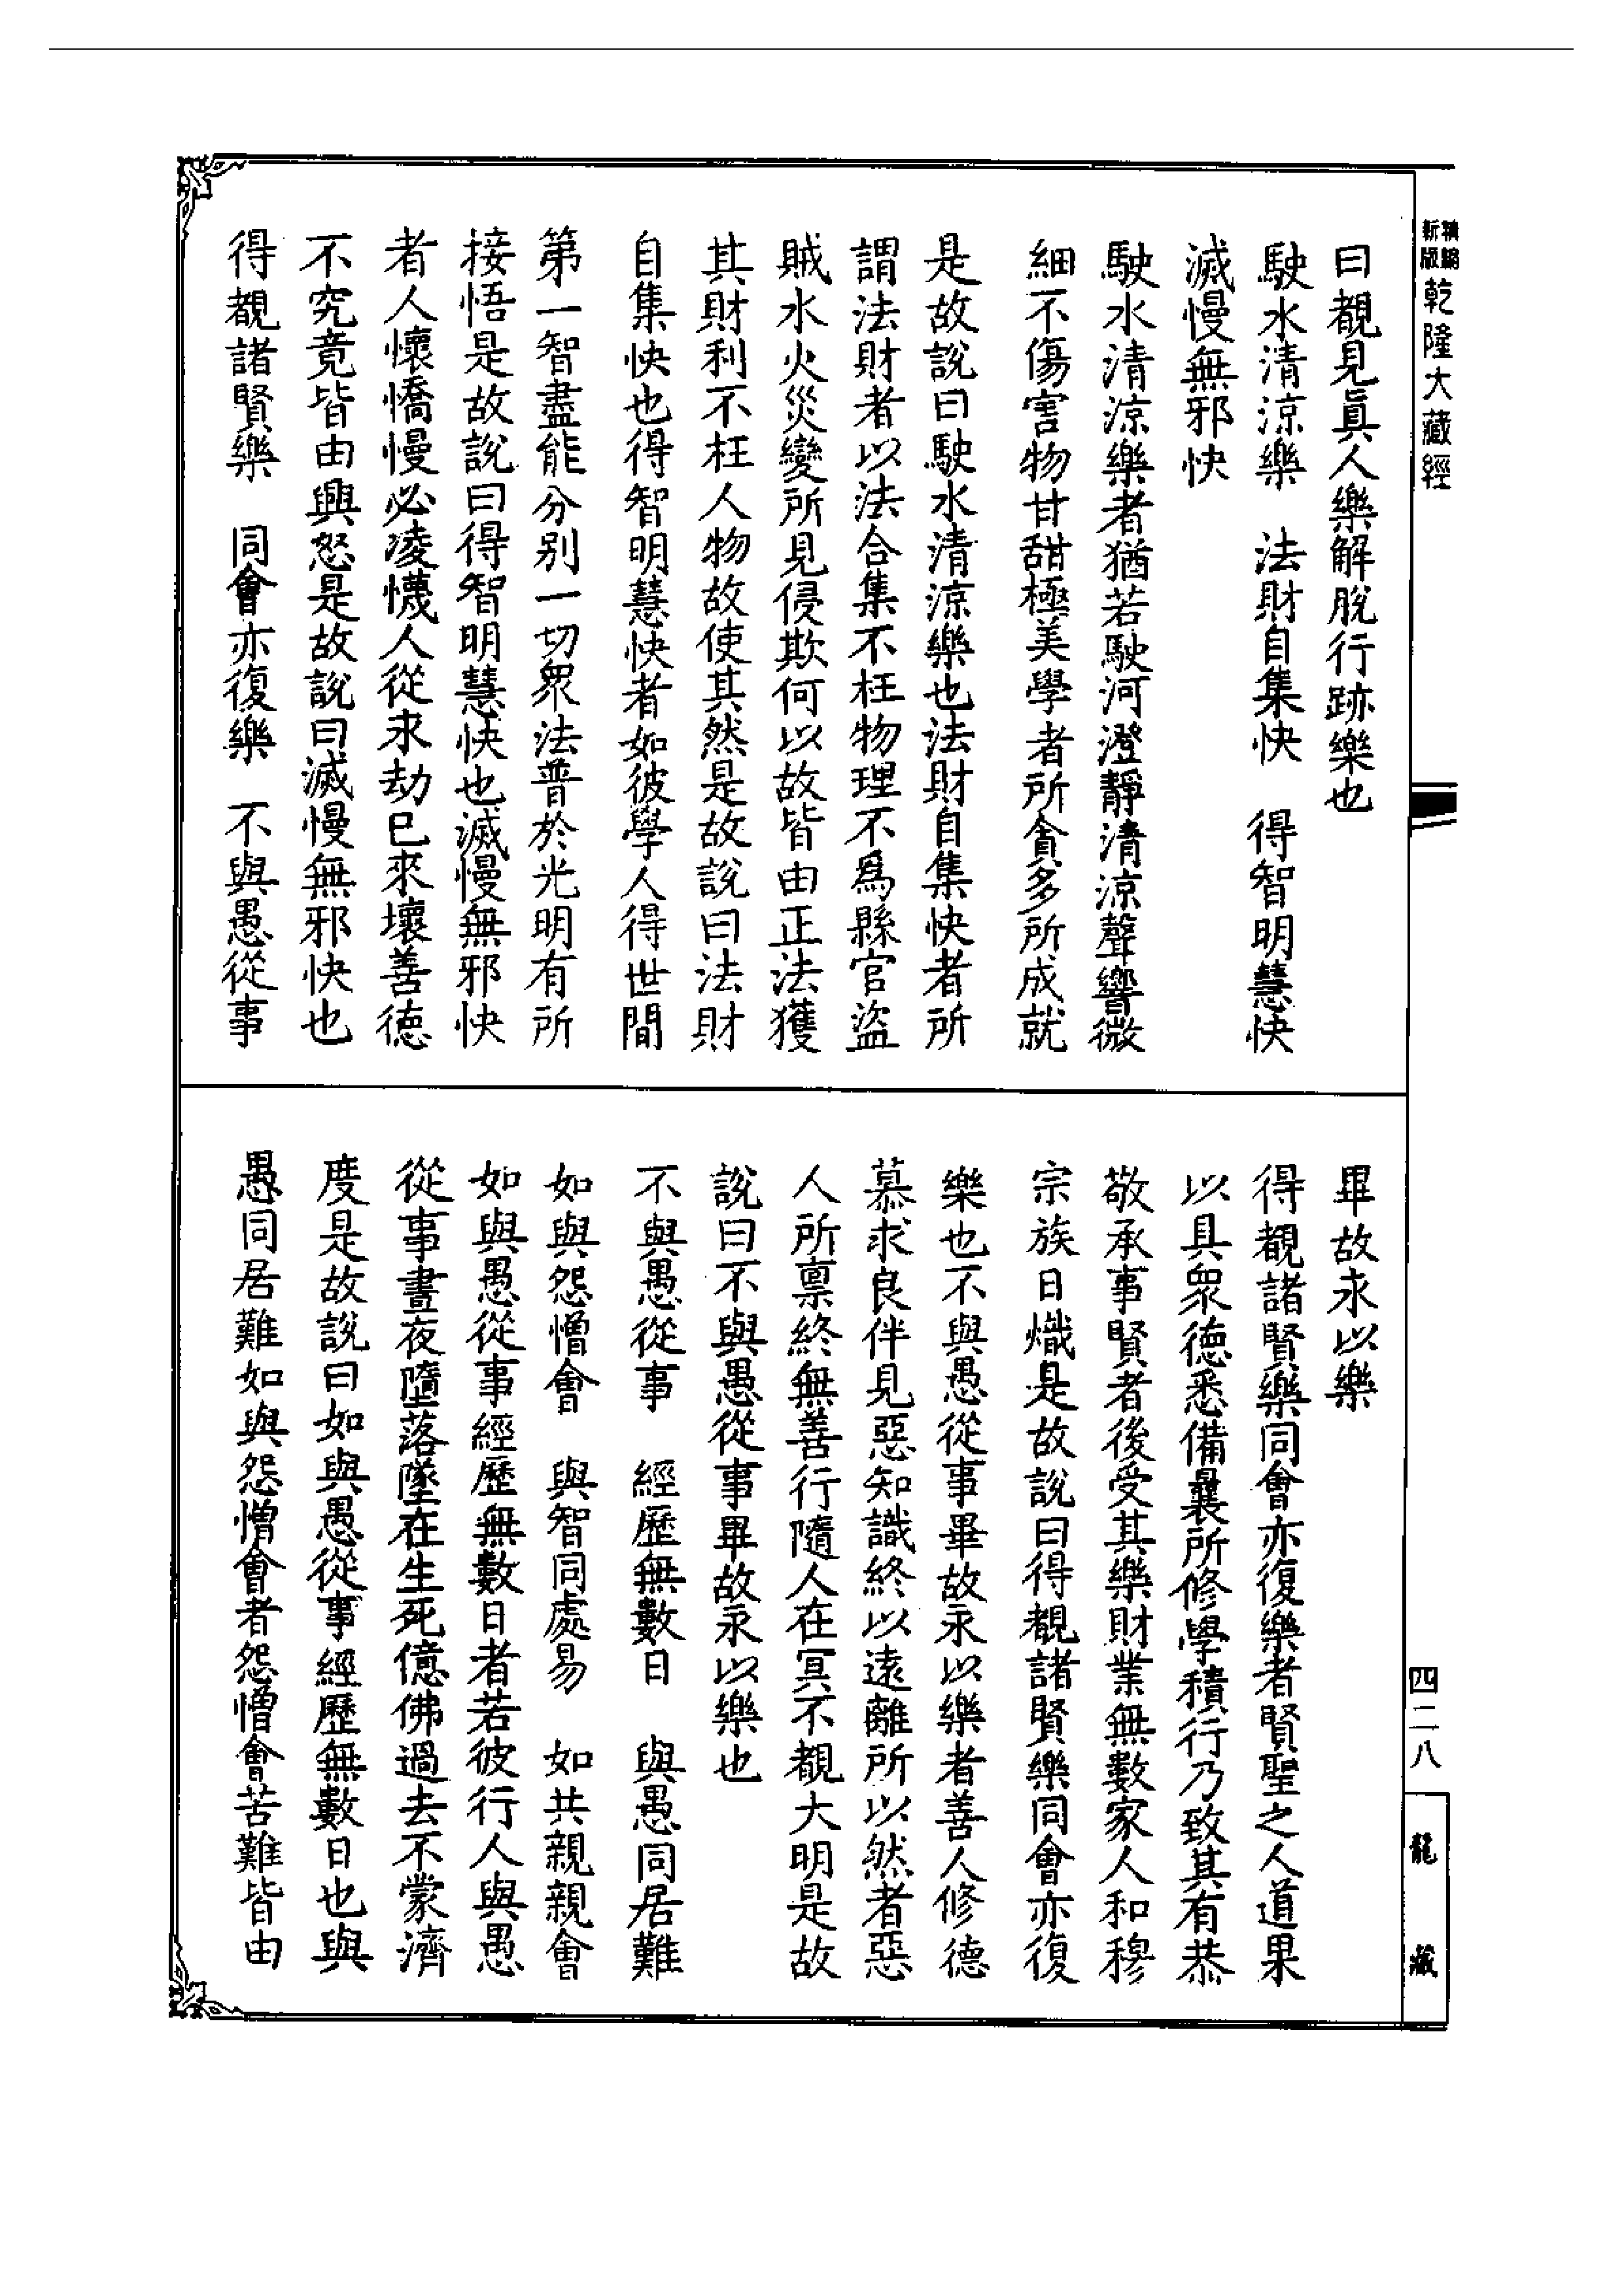 新版
乾隆大藏經
曰覩見眞人樂解脫行跡樂也
駛水清涼樂　法財自集快　得智明慧快
滅慢無邪快
駛水清涼樂者猶若駛河澄靜清涼聲響微
細不傷害物甘甜極美學者所貪多所成就
是故說曰駛水清涼樂也法財自集快者所
謂法財者以法合集不枉物理不爲縣官盜
賊水火災變所見侵欺何以故皆由正法獲
其財利不枉人物故使其然是故說曰法財
自集快也得智明慧快者如彼學人得世間
第一智盡能分別一切衆法普於光明有所
接悟是故說曰得智明慧快也滅慢無邪快
者人懷憍慢必凌懱人從求劫已來壞善德
不究竟皆由興怒是故說曰滅慢無邪快也
得覩諸賢樂　同會亦復樂　不與愚從事
畢故永以樂
得覩諸賢樂同會亦復樂者賢聖之人道果
以具衆德悉備曩所修學積行乃致其有恭
敬承事賢者後受其樂財業無數家人和穆
宗族日熾是故說曰得覩諸賢樂同會亦復
樂也不與愚從事畢故永以樂者善人修德
慕求良伴見惡知識終以遠離所以然者惡
人所禀終無善行隨人在冥不覩大明是故
說曰不與愚從事畢故永以樂也
不與愚從事　經歷無數日　與愚同居難
如與怨憎會　與智同處易　如共親親會
如與愚從事經歷無數日者若彼行人與愚
從事晝夜墮落墜在生死億佛過去不蒙濟
度是故說曰如與愚從事經歷無數日也與
愚同居難如與怨憎會者怨憎會苦難皆由
四二八
龍藏